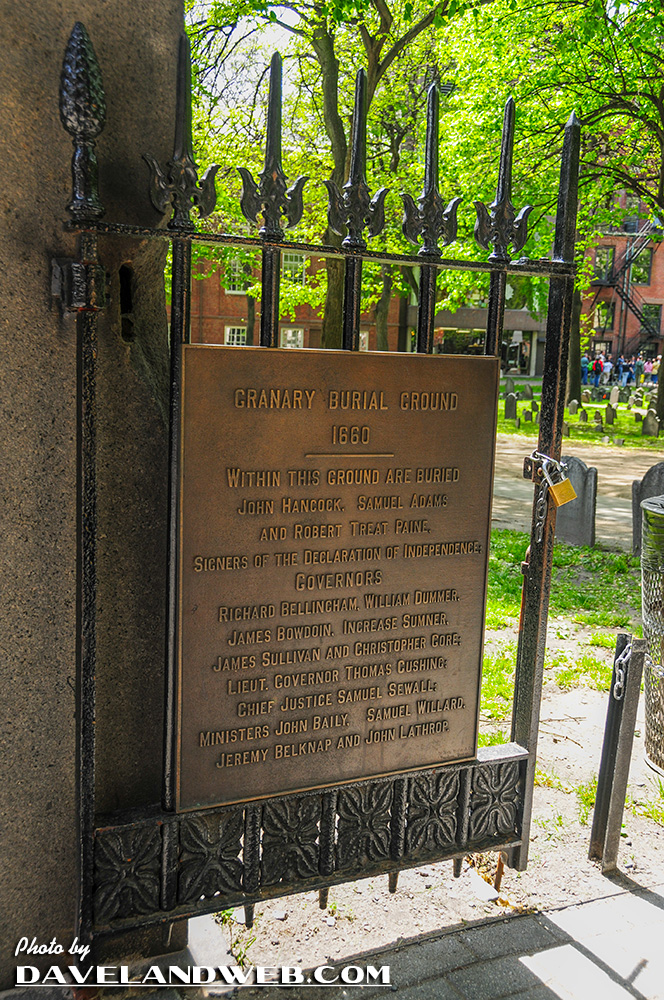 GRANARY BURIAL GROUND
1660
WITHIN THIS GROUND ARE BURIED
JOHN HANCOCK, SAMUEL ADAMS
AND ROBERT TREAT PAINE,
SIGNERS OF THE DECLARATION OF INDEPENDENCE;
GOVERNORS
RICHARD BELLINGHAM, WILLIAM DUMMER,
JAMES BOWDOIN, INCREASE SUMNER,
JAMES SULLIVAN AND CHRISTOPHER GORE;
LIEUT. GOVERNOR THOMAS CUSHING;
CHIEF JUSTICE SAMUEL SEWALL;
MINISTERS JOHN BAILY, SAMUEL WILLARD,
JEREMY BELKNAP AND JOHN LATHROP.
Photo by
DAVELANDWEB.COM